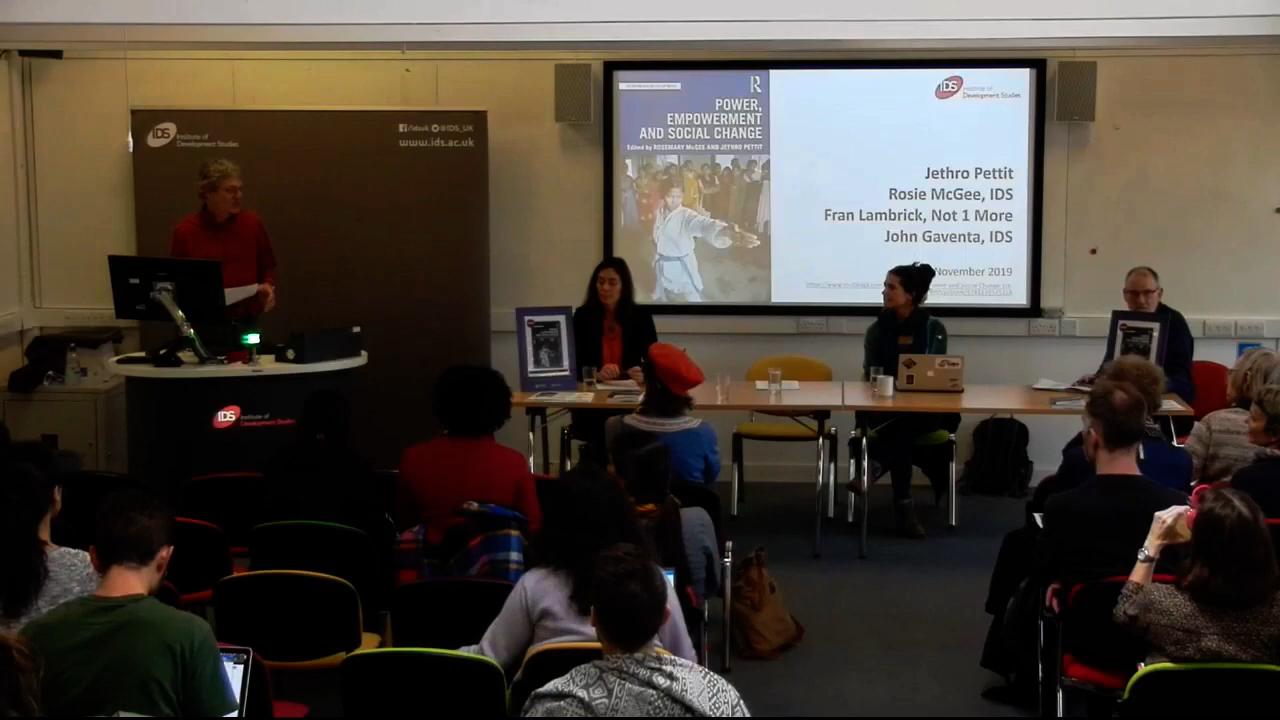 IDS
Institute of
Development Studies
/idsuk @IDS_UK
www.ids.ac.uk
R
POWER,
EMPOWERMENT
AND SOCIAL CHANGE
Edited by ROSEMARY McGEE AND JETHRO PETTIT
IDS
Institute of
Development Studies
Jethro Pettit
Rosie McGee, IDS
Fran Lambrick, Not 1 More
John Gaventa, IDS
November 2019
IDS
Institute of
Development Studies